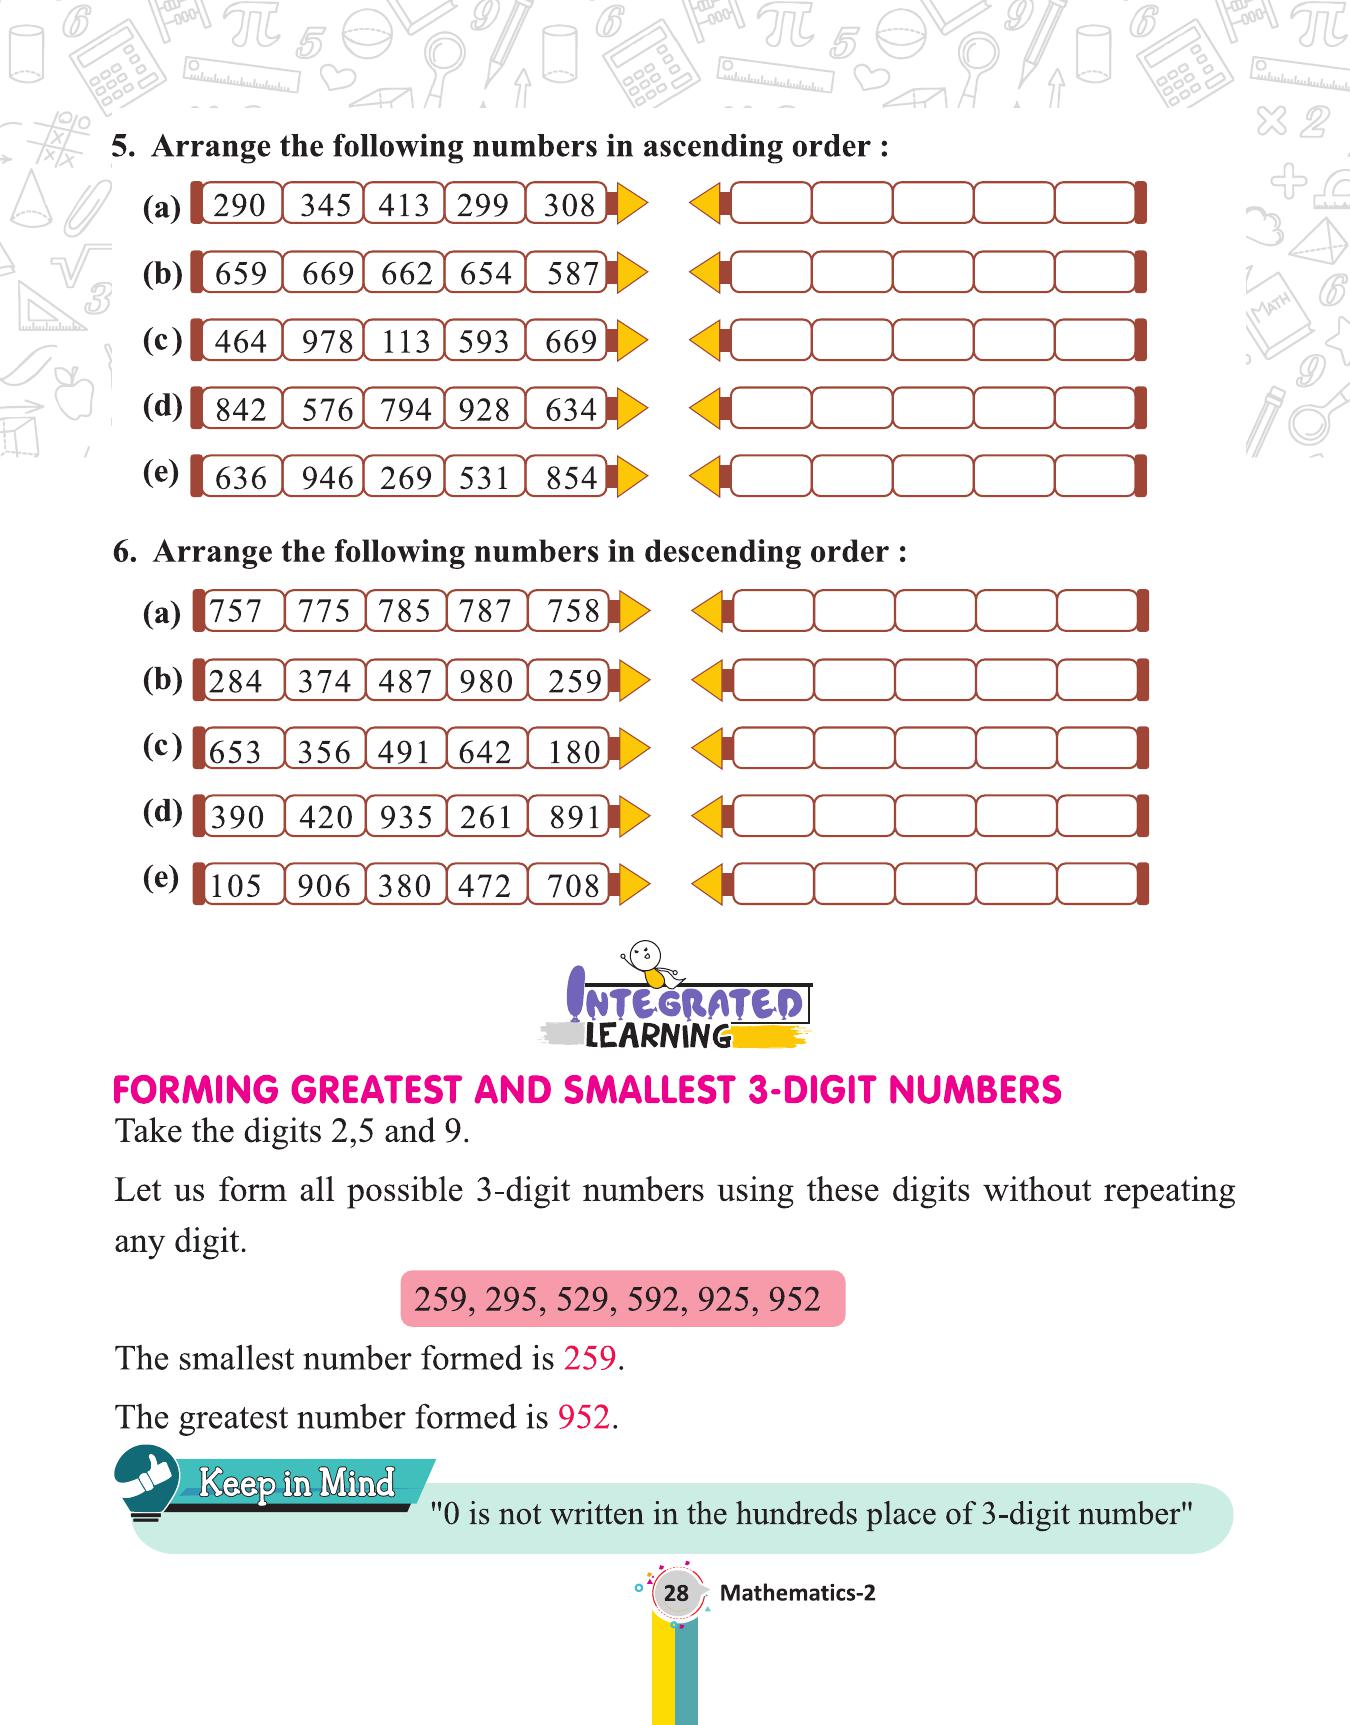 5. Arrange the following numbers in ascending order :
(a) 290 345 413 299 308
(b) 659 669 662 654 587
(c) 464 978 113 593 669
(d) 842 576 794 928 634
(e) 636 946 269 531 854
6. Arrange the following numbers in descending order :
(a) 757 775 785 787 758
(b) 284 374 487 980 259
(c) 653 356 491 642 180
(d) 390 420 935 261 891
(e) 105 906 380 472 708
INTEGRATED
LEARNING
FORMING GREATEST AND SMALLEST 3-DIGIT NUMBERS
Take the digits 2,5 and 9.
Let us form all possible 3-digit numbers using these digits without repeating
any digit.
259, 295, 529, 592, 925, 952
The smallest number formed is 259.
The greatest number formed is 952.
Keep in Mind
"0 is not written in the hundreds place of 3-digit number"
28 Mathematics-2